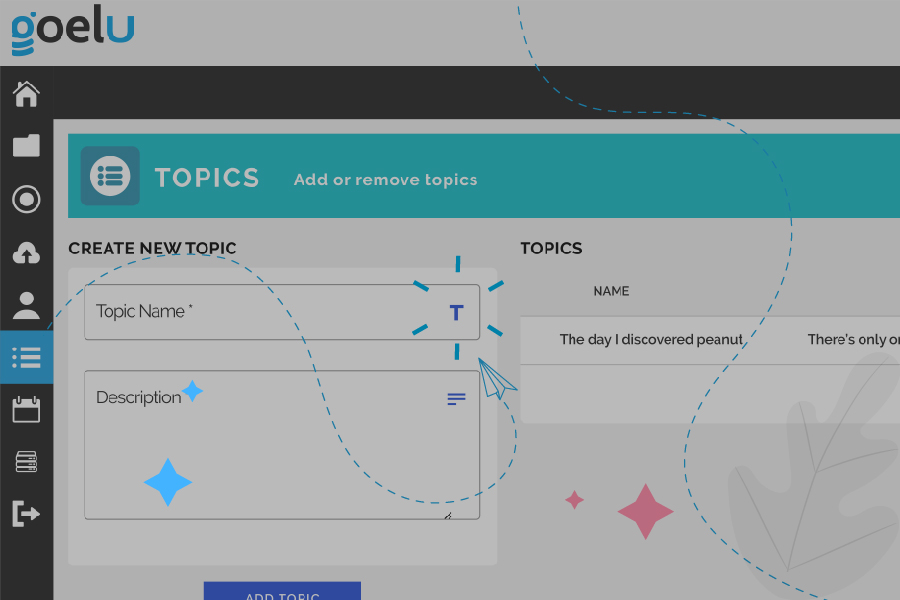 goelu
TOPICS
Add or remove topics
CREATE NEW TOPIC
TOPICS
Topic Name *
T
NAME
The day I discovered peanut
There's only
Description
ADD TOPIC